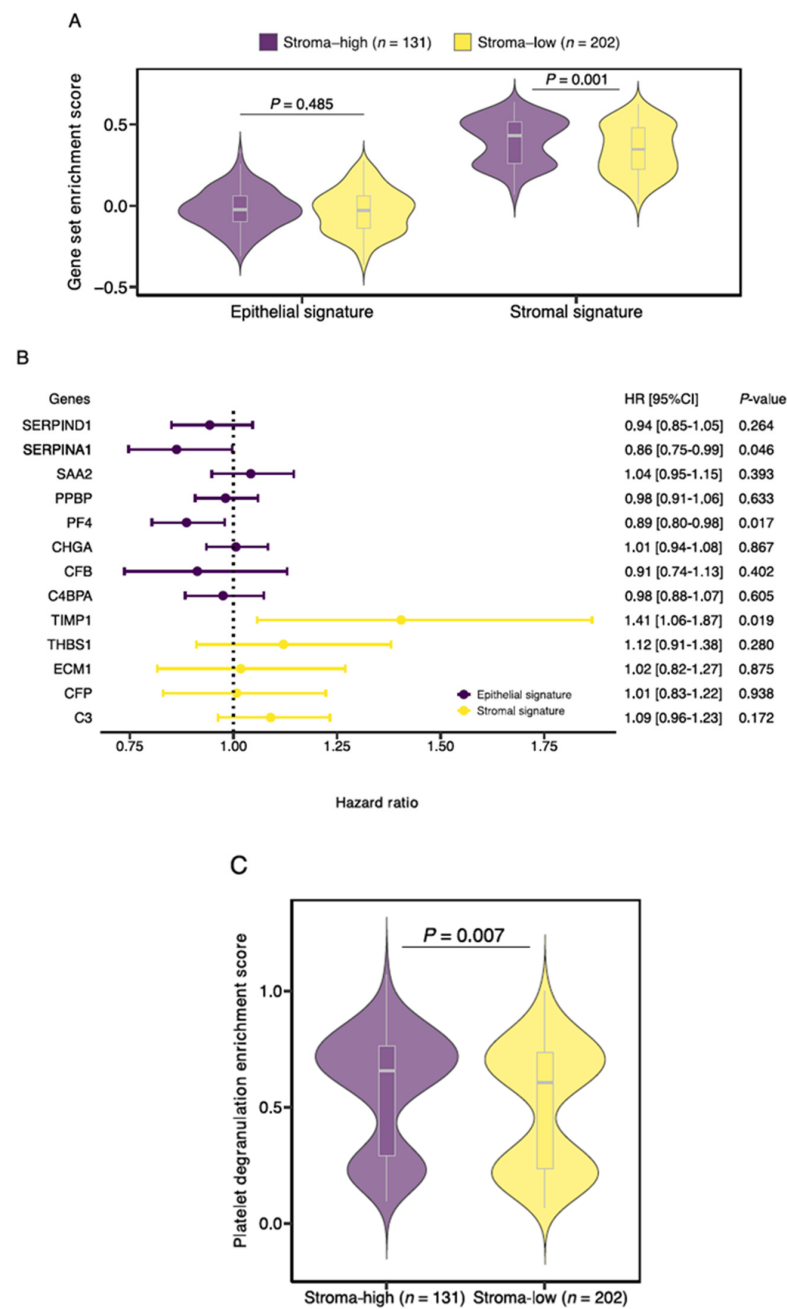 A
Stroma–high (n = 131) Stroma–low (n = 202)
Gene set enrichment score
0.5
0.0
−0.5
P = 0.485
P = 0.001
Epithelial signature Stromal signature
B
Genes HR [95%CI] P-value
SERPIND1 0.94 [0.85-1.05] 0.264
SERPINA1 0.86 [0.75-0.99] 0.046
SAA2 1.04 [0.95-1.15] 0.393
PPBP 0.98 [0.91-1.06] 0.633
PF4 0.89 [0.80-0.98] 0.017
CHGA 1.01 [0.94-1.08] 0.867
CFB 0.91 [0.74-1.13] 0.402
C4BPA 0.98 [0.88-1.07] 0.605
TIMP1 1.41 [1.06-1.87] 0.019
THBS1 1.12 [0.91-1.38] 0.280
ECM1 1.02 [0.82-1.27] 0.875
CFP 1.01 [0.83-1.22] 0.938
C3 1.09 [0.96-1.23] 0.172
Epithelial signature
Stromal signature
0.75 1.00 1.25 1.50 1.75
Hazard ratio
C
Platelet degranulation enrichment score
1.0
0.5
0.0
P = 0.007
Stroma-high (n = 131) Stroma-low (n = 202)